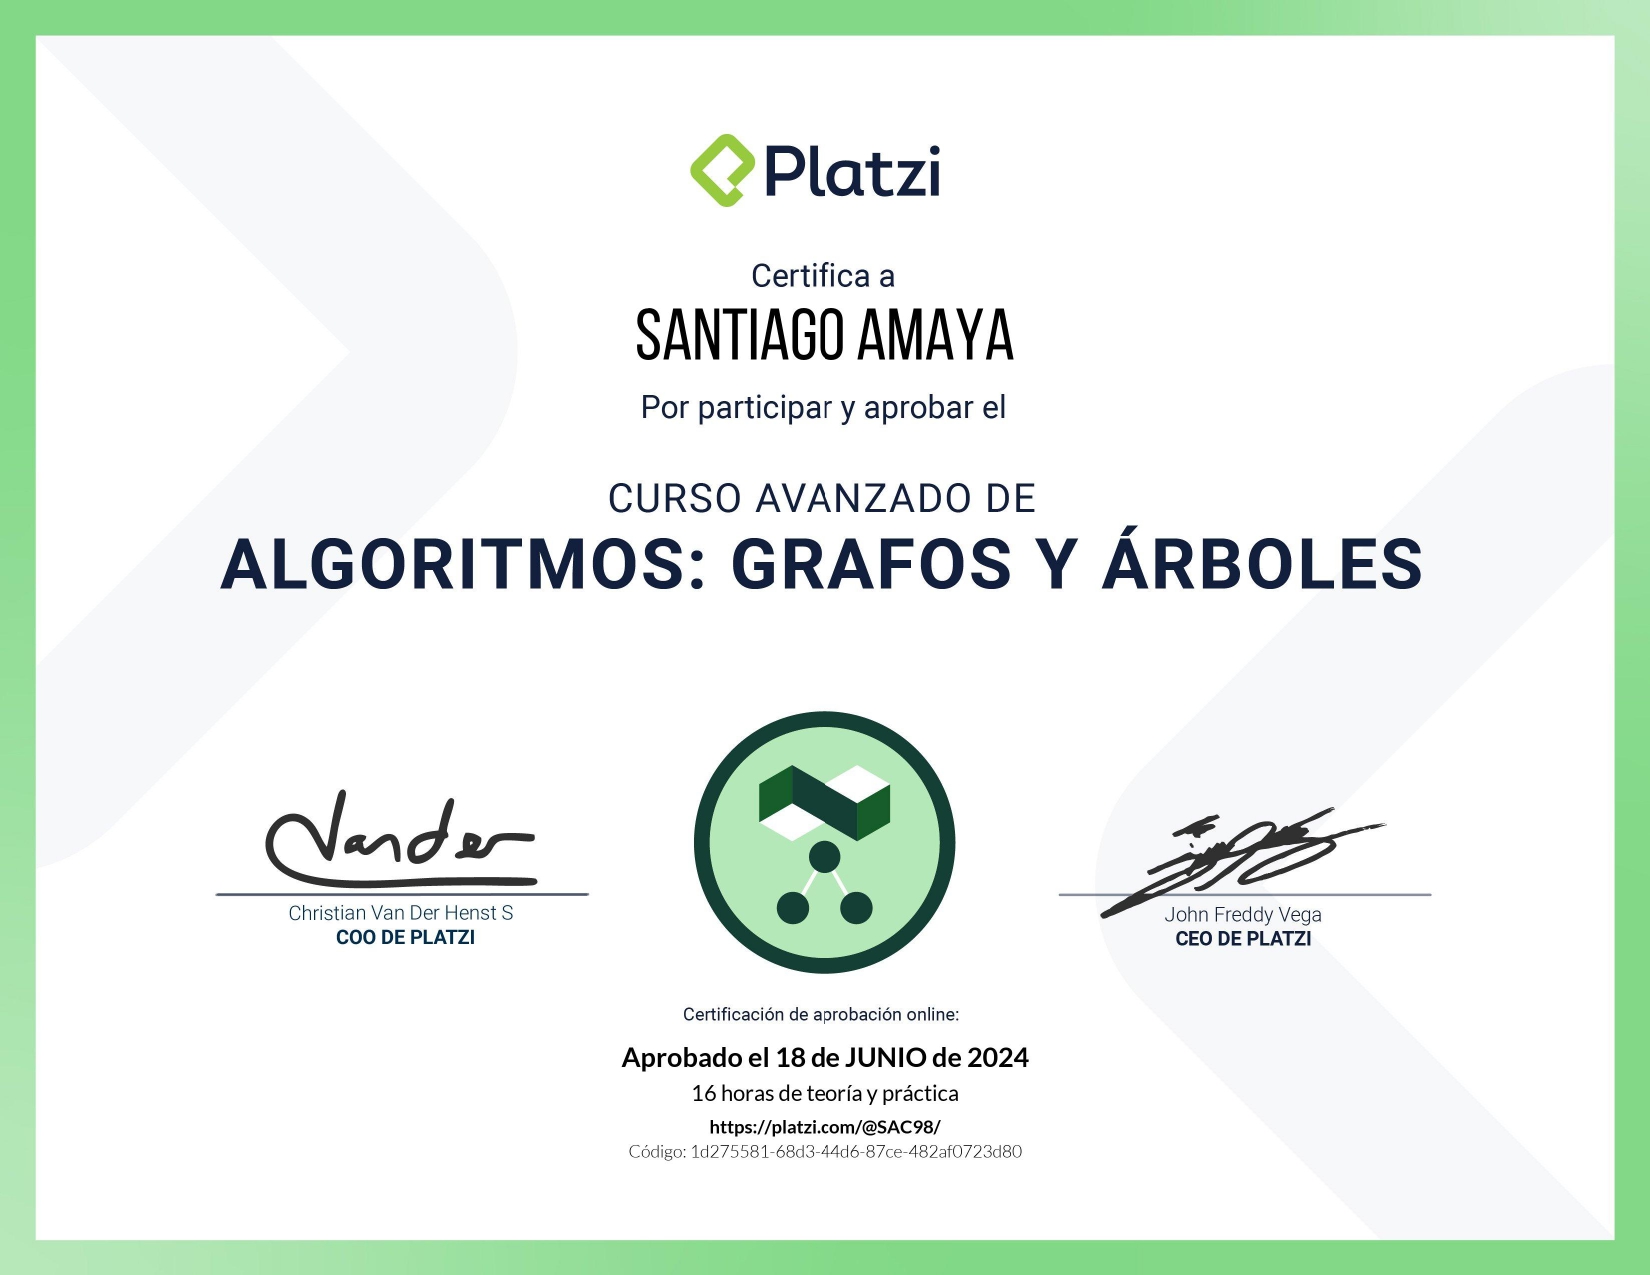 Platzi
Certifica a
SANTIAGO AMAYA
Por participar y aprobar el
CURSO AVANZADO DE
ALGORITMOS: GRAFOS Y ÁRBOLES
Vander
Christian Van Der Henst S
COO DE PLATZI
John Freddy Vega
CEO DE PLATZI
Certificación de aprobación online:
Aprobado el 18 de JUNIO de 2024
16 horas de teoría y práctica
https://platzi.com/@SAC98/
Código: 1d275581-68d3-44d6-87ce-482af0723d80